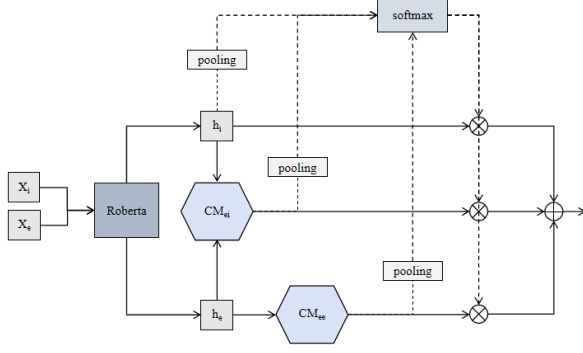 softmax
pooling
h_i
pooling
X_i
Roberta
CM_ei
X_e
pooling
h_e
CM_ee